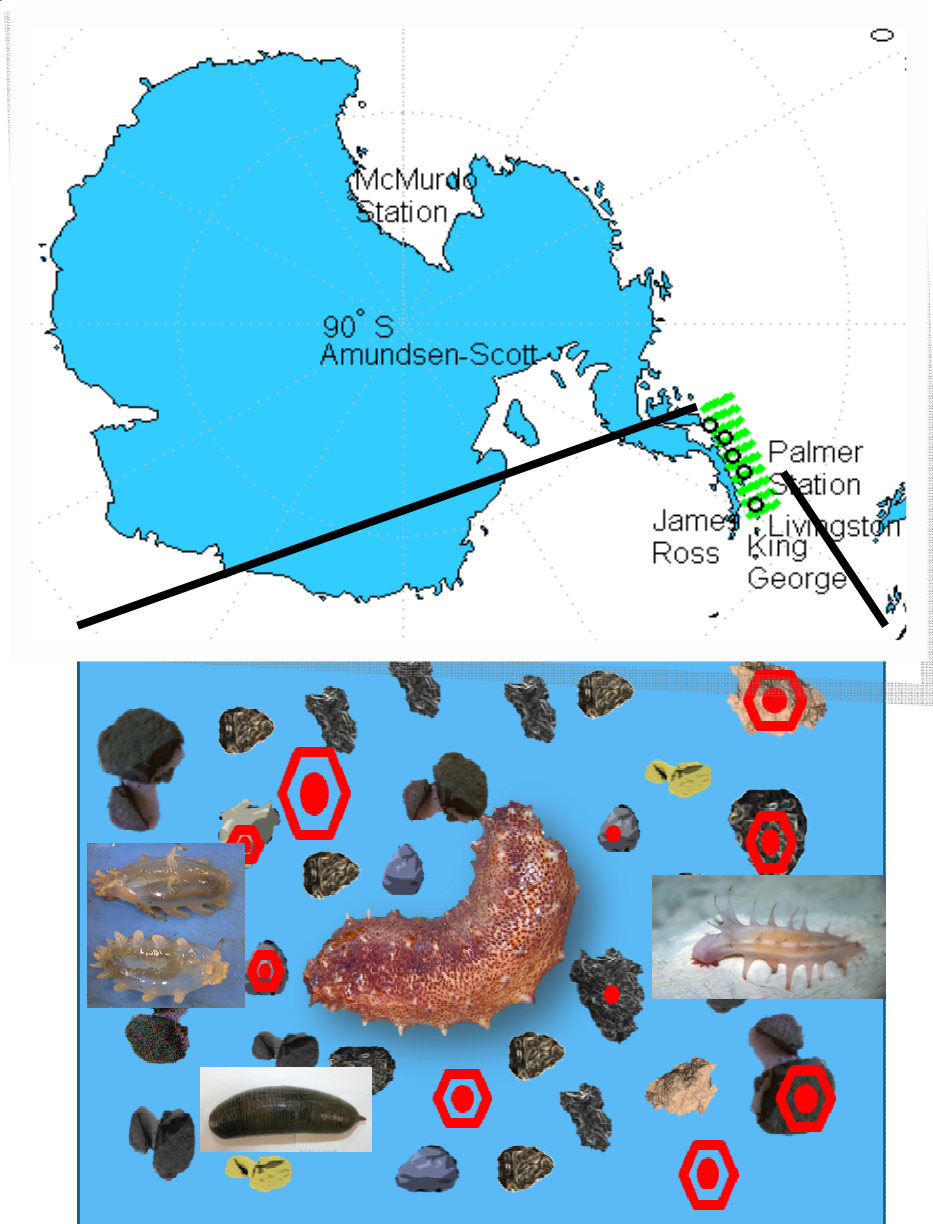 McMurdo
Station
90° S
Amundsen-Scott
Palmer
Station
James
Ross
Livingston
King
George